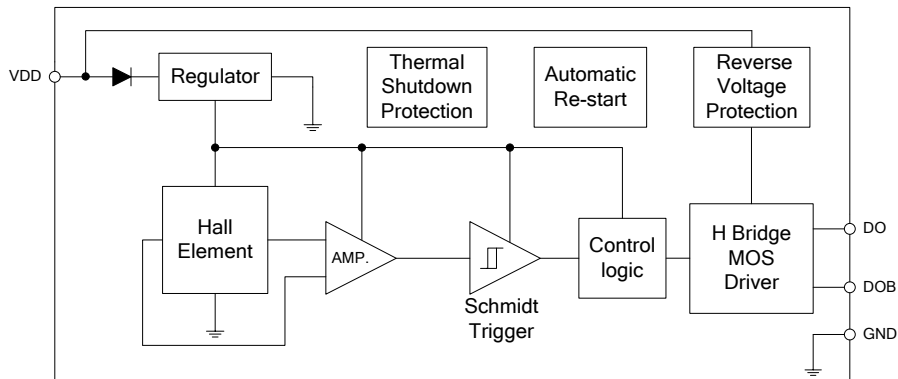 VDD
Regulator
Thermal
Shutdown
Protection
Automatic
Re-start
Reverse
Voltage
Protection
Hall
Element
AMP.
Schmidt
Trigger
Control
logic
H Bridge
MOS
Driver
DO
DOB
GND